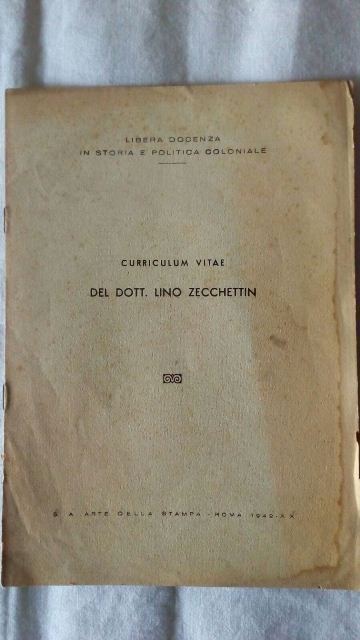 LIBERA DOCENZA
IN STORIA E POLITICA COLONIALE
CURRICULUM VITAE
DEL DOTT. LINO ZECCHETTIN
S. A. ARTE DELLA STAMPA - ROMA 1942-XX